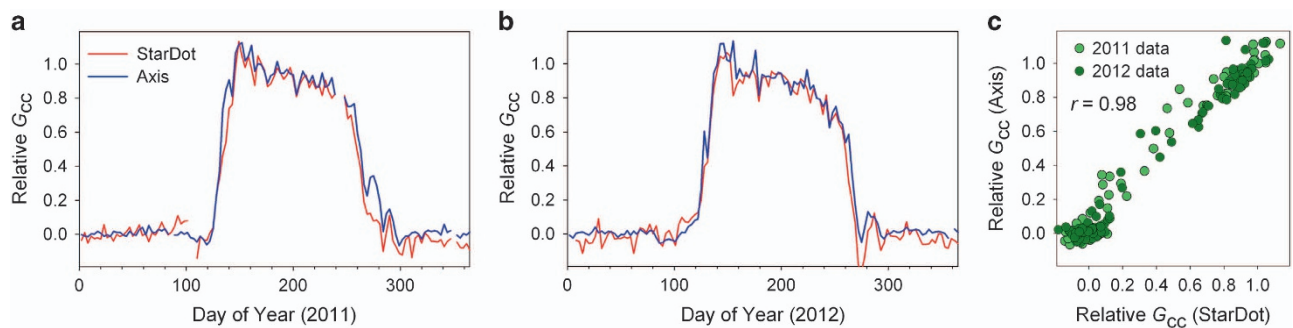 a
StarDot
Axis
Relative GCC
1.0
0.8
0.6
0.4
0.2
0.0
0 100 200 300
Day of Year (2011)
b
Relative GCC
1.0
0.8
0.6
0.4
0.2
0.0
0 100 200 300
Day of Year (2012)
c
2011 data
2012 data
r = 0.98
Relative GCC (Axis)
1.0
0.8
0.6
0.4
0.2
0.0
0.0 0.2 0.4 0.6 0.8 1.0
Relative GCC (StarDot)